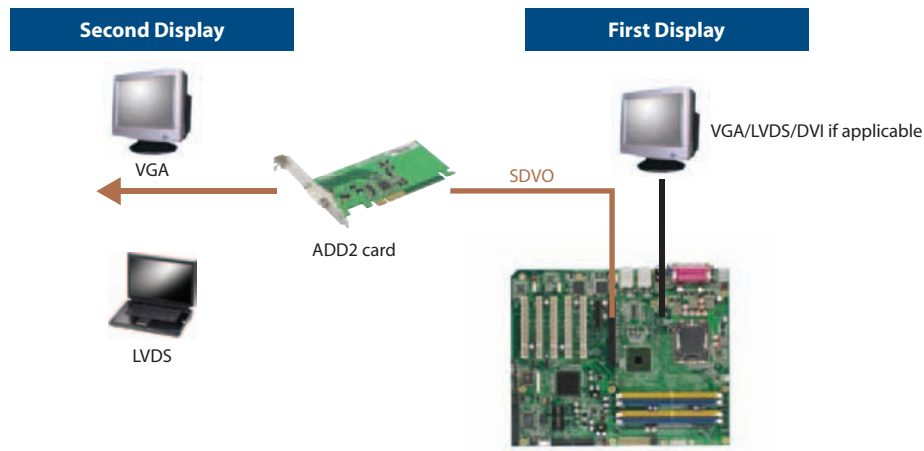 Second Display
First Display
VGA
VGA/LVDS/DVI if applicable
SDVO
ADD2 card
LVDS